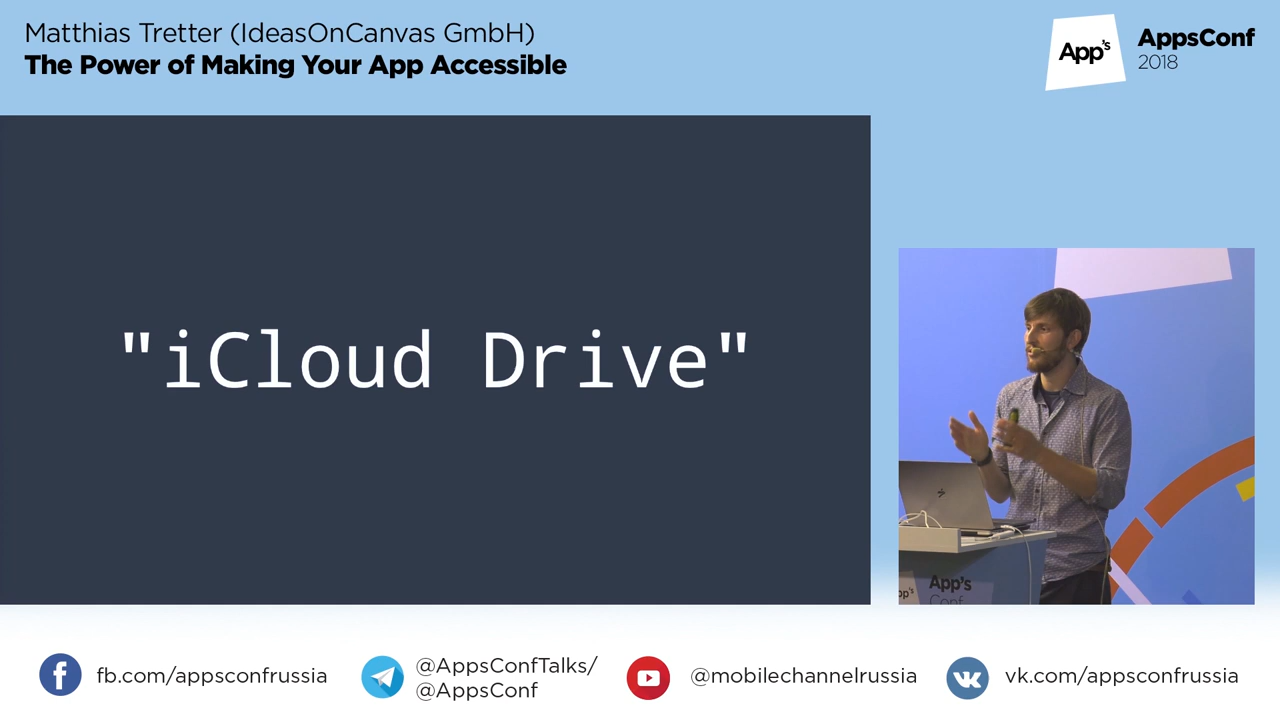 Matthias Tretter (IdeasOnCanvas GmbH)
The Power of Making Your App Accessible
App's
AppsConf
2018
"iCloud Drive"
App's
Conf
fb.com/appsconfrussia
@AppsConfTalks/
@AppsConf
@mobilechannelrussia
vk.com/appsconfrussia